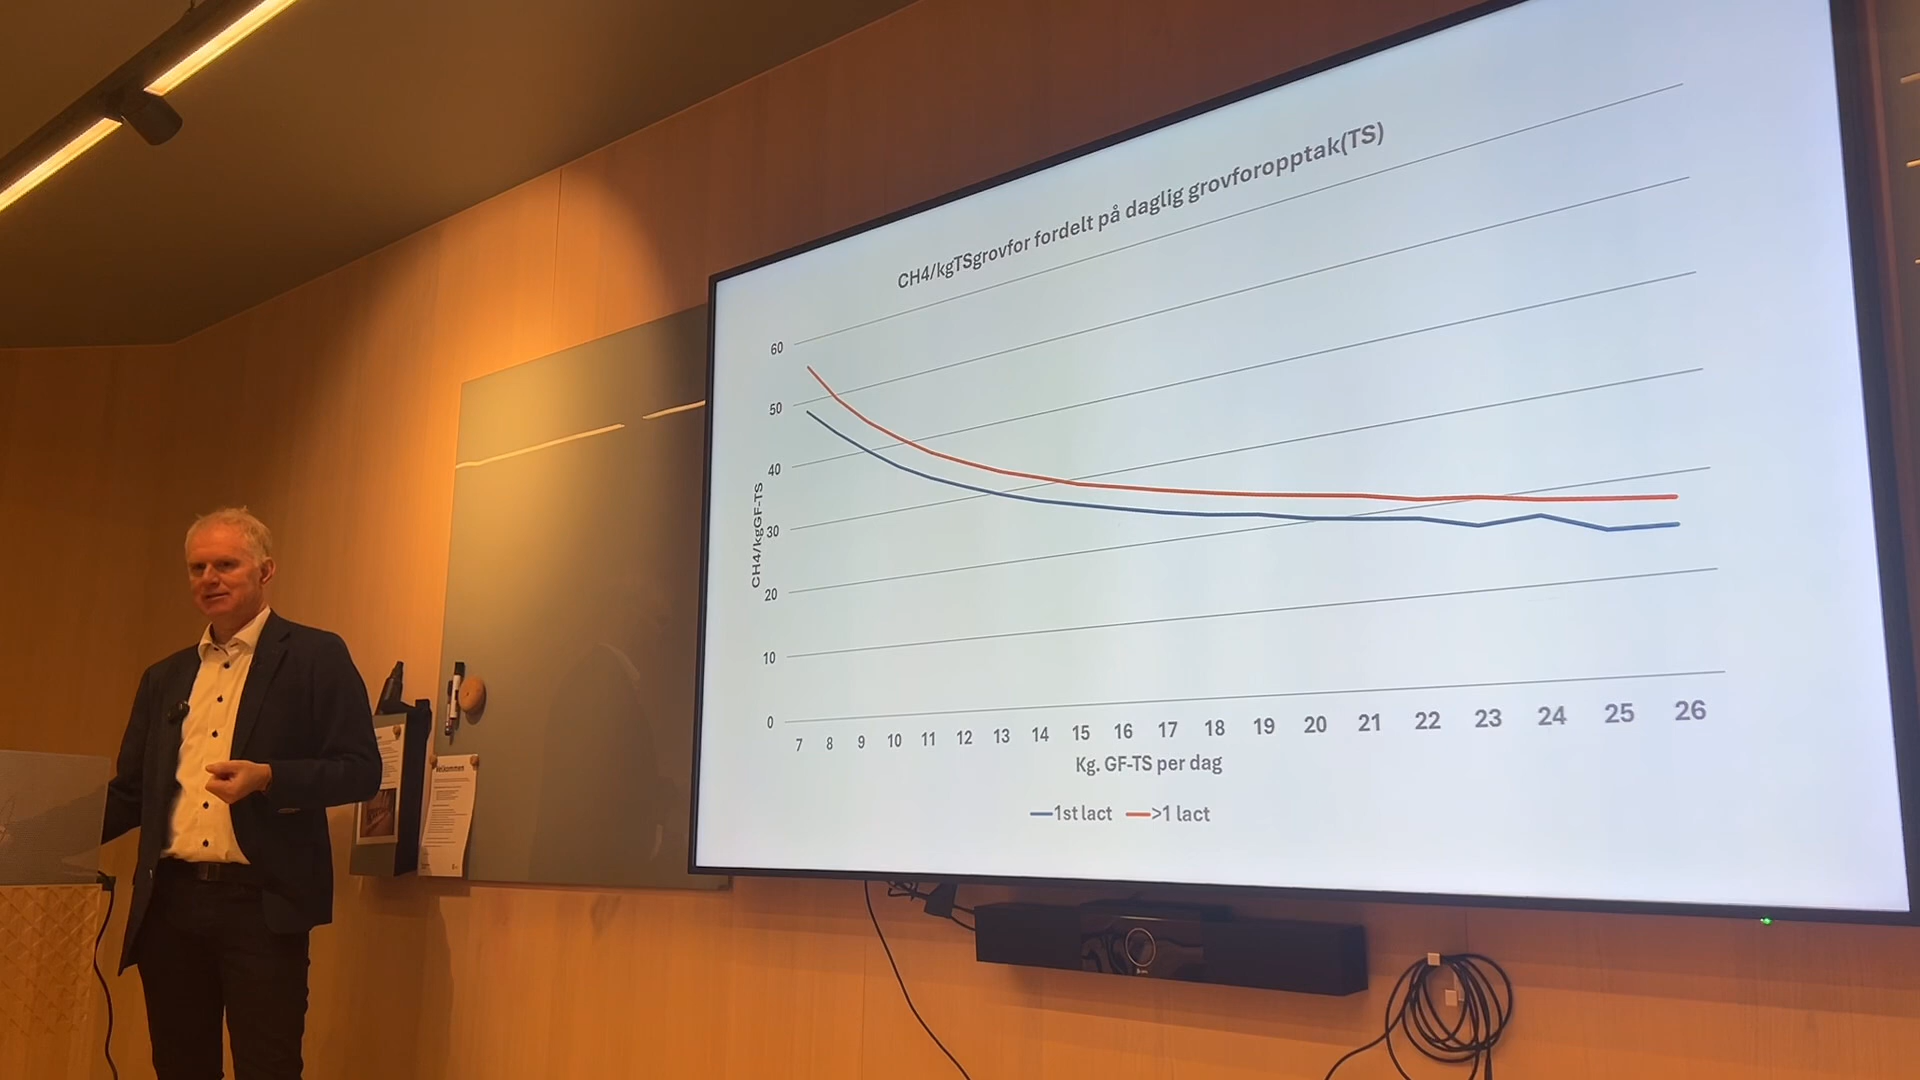 CH4/kgTSgrovfor fordelt på daglig grovforopptak(TS)
60
50
40
30
20
10
0
CH4/kgGF-TS
7 8 9 10 11 12 13 14 15 16 17 18 19 20 21 22 23 24 25 26
Kg. GF-TS per dag
1st lact >1 lact
Velkommen